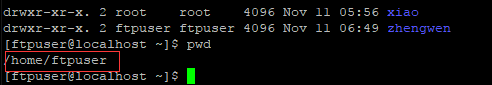 drwxr-xr-x. 2 root    root    4096 Nov 11 05:56 xiao
drwxr-xr-x. 2 ftpuser ftpuser 4096 Nov 11 06:49 zhengwen
[ftpuser@localhost ~]$ pwd
/home/ftpuser
[ftpuser@localhost ~]$